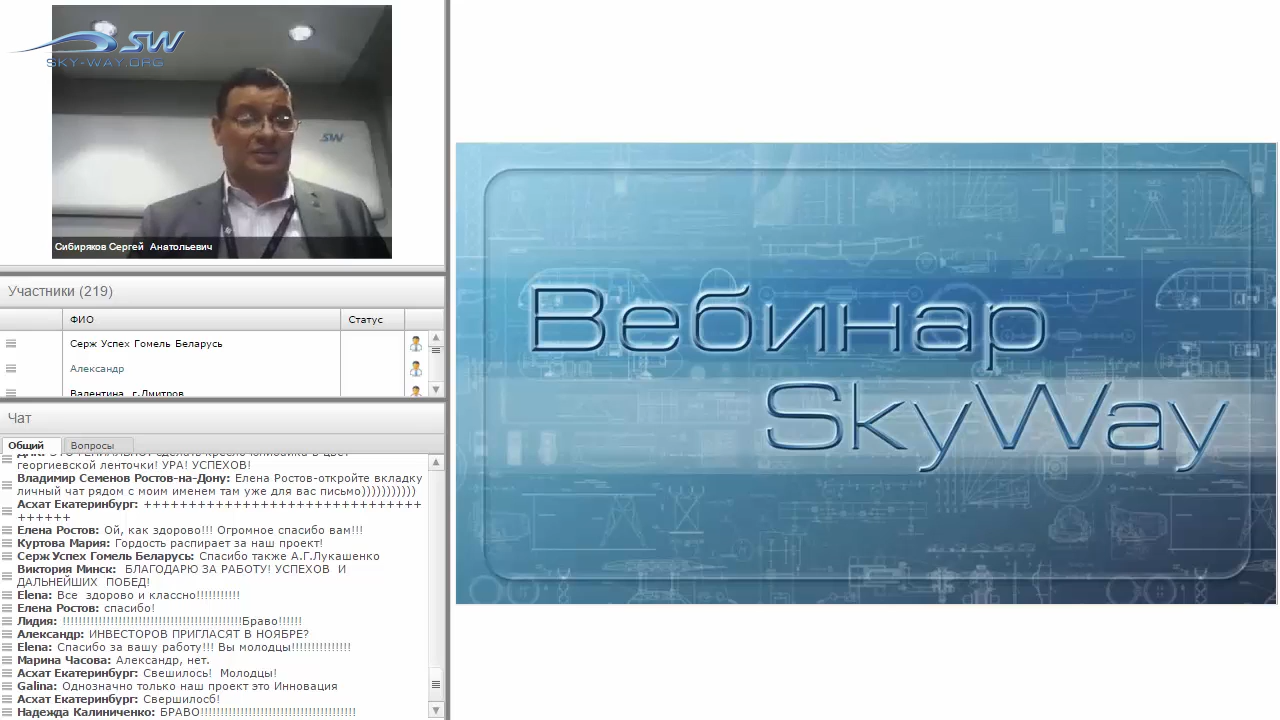 SW
SKY-WAY.ORG
SW
Сибиряков Сергей Анатольевич
Участники (219)
ФИО
Статус
Серж Успех Гомель Беларусь
Александр
Валентина г.Дмитров
Чат
Общий
Вопросы
георгиевской ленточки! УРА! УСПЕХОВ!
Владимир Семенов Ростов-на-Дону: Елена Ростов-откройте вкладку
личный чат рядом с моим именем там уже для вас письмо)))))))))))
Асхат Екатеринбург: +++++++++++++++++++++++++++++++
++++++
Елена Ростов: Ой, как здорово!!! Огромное спасибо вам!!!
Куртова Мария: Гордость распирает за наш проект!
Серж Успех Гомель Беларусь: Спасибо также А.Г.Лукашенко
Виктория Минск: БЛАГОДАРЮ ЗА РАБОТУ! УСПЕХОВ И
ДАЛЬНЕЙШИХ ПОБЕД!
Elena: Все здорово и классно!!!!!!!!!!!
Елена Ростов: спасибо!
Лидия: !!!!!!!!!!!!!!!!!!!!!!!!!!!!!!!!!!!!!!!!!!!!!Браво!!!!!!
Александр: ИНВЕСТОРОВ ПРИГЛАСЯТ В НОЯБРЕ?
Elena: Спасибо за вашу работу!!! Вы молодцы!!!!!!!!!!!!!!!
Марина Часова: Александр, нет.
Асхат Екатеринбург: Свешилось! Молодцы!
Galina: Однозначно только наш проект это Инновация
Асхат Екатеринбург: Свершилосб!
Надежда Калиниченко: БРАВО!!!!!!!!!!!!!!!!!!!!!!!!!!!!!!!!!!!!!!!
Вебинар
SkyWay